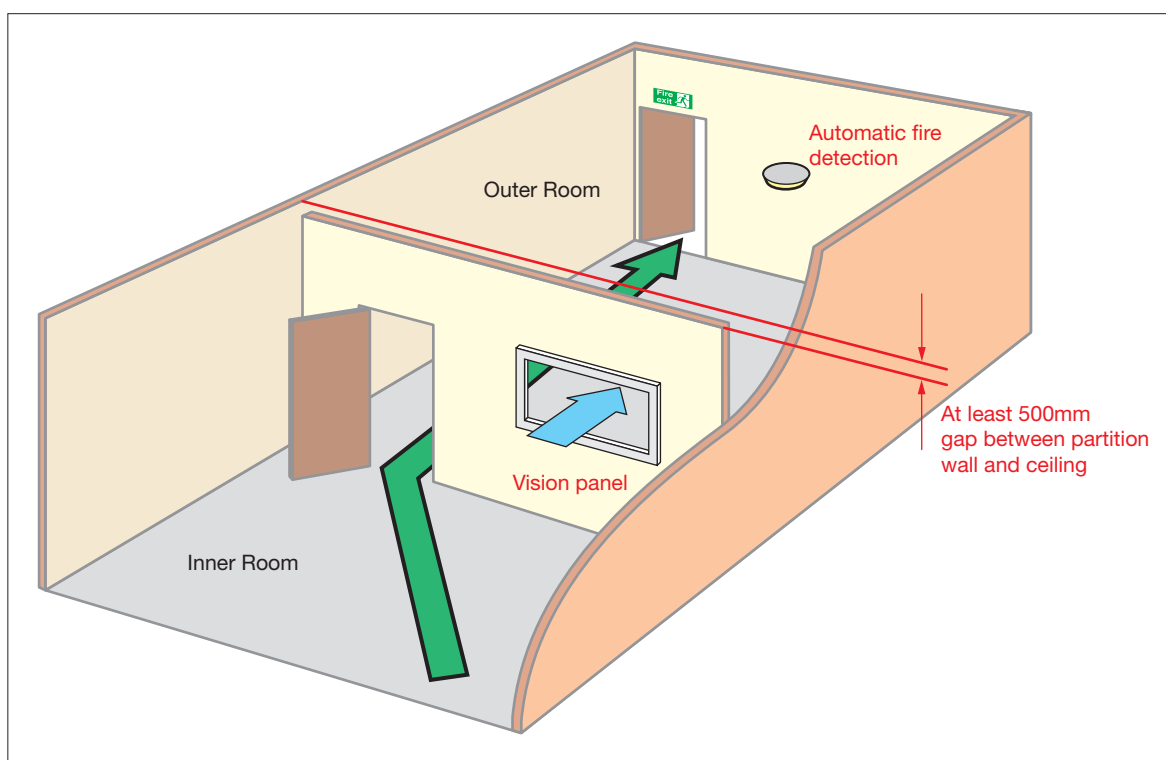 Fire
exit
Automatic fire
detection
Outer Room
At least 500mm
gap between partition
wall and ceiling
Vision panel
Inner Room